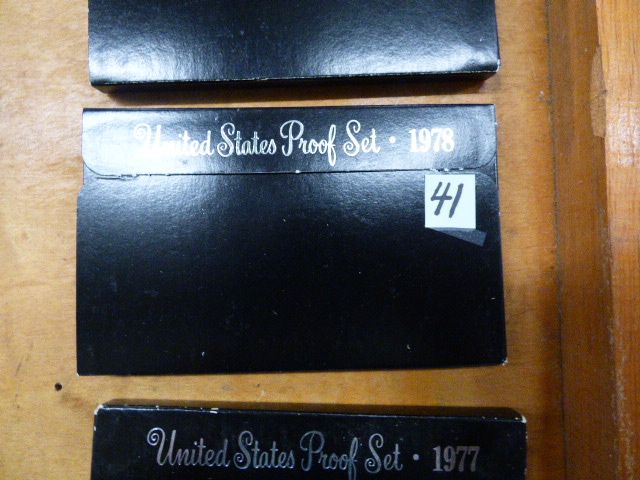 United States Proof Set · 1978
41
United States Proof Set · 1977